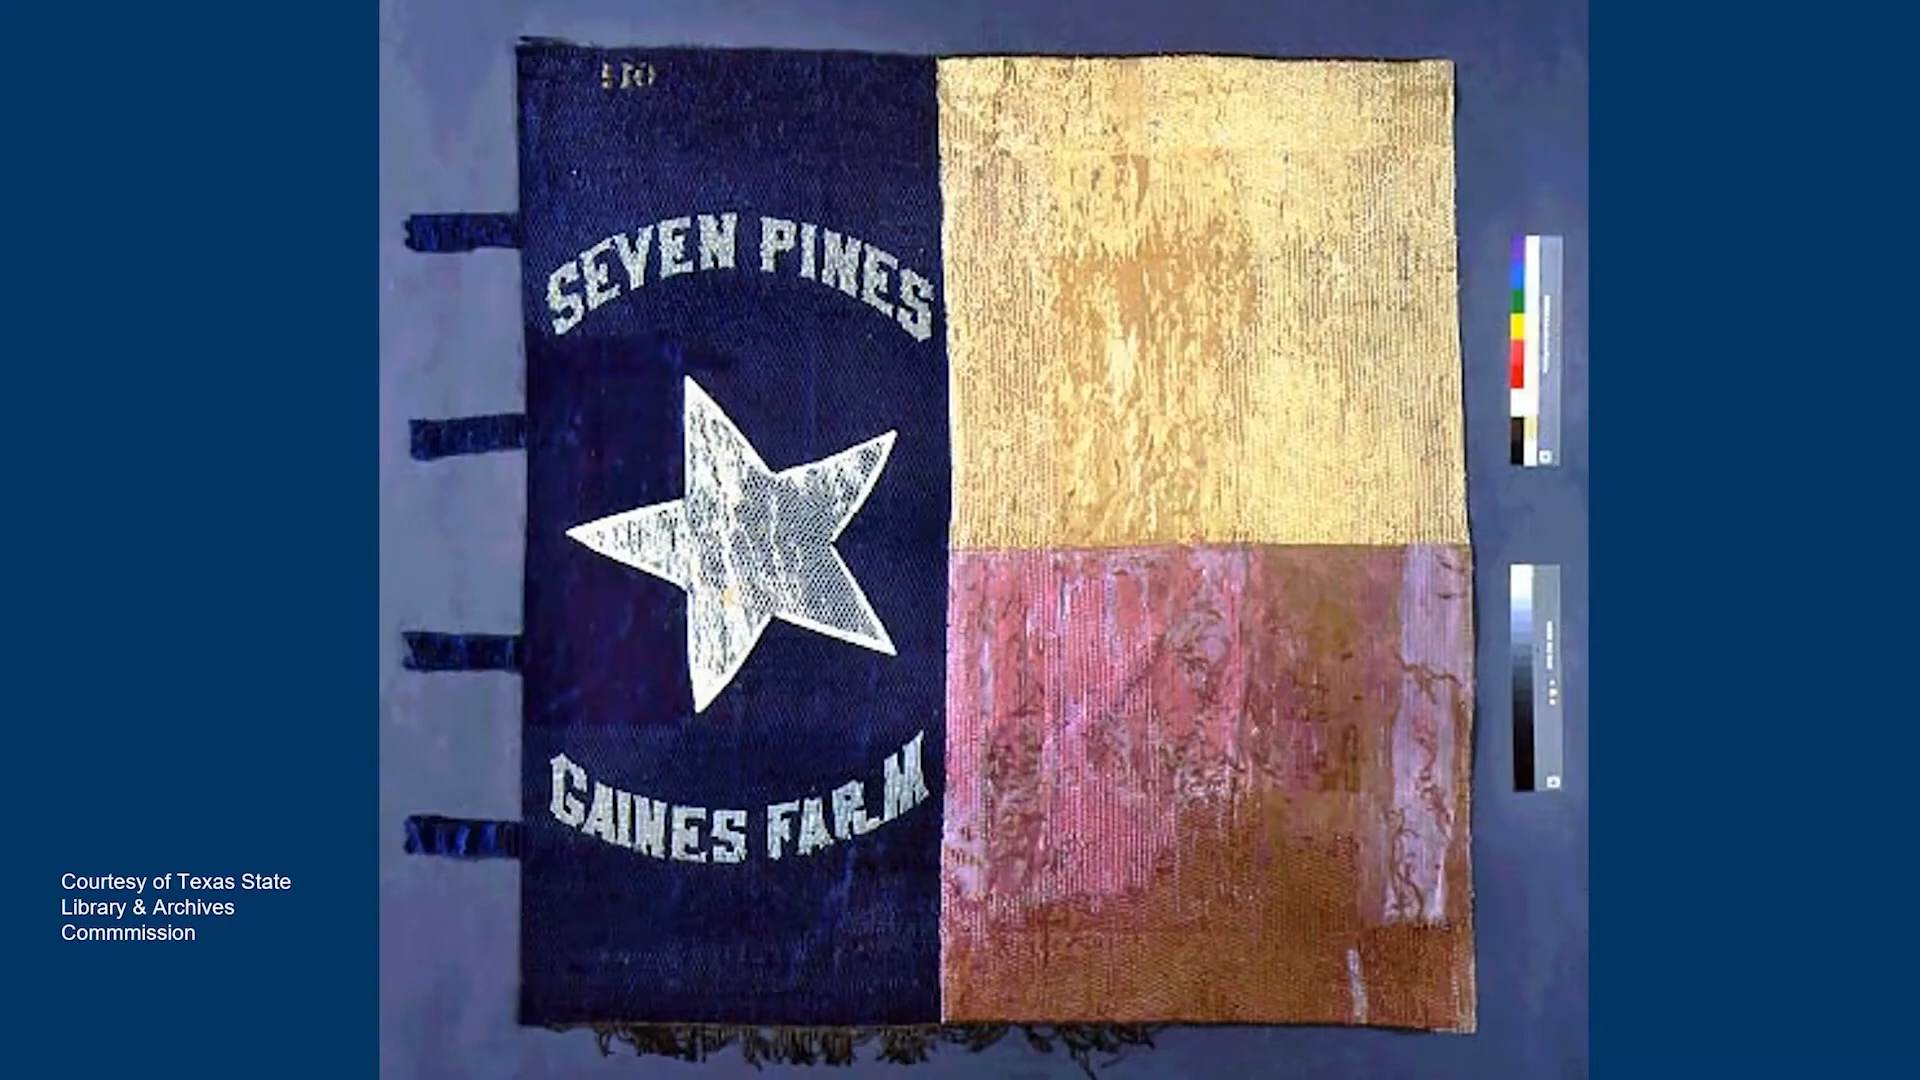 SEVEN PINES
GAINES FARM
Courtesy of Texas State
Library & Archives
Commmission